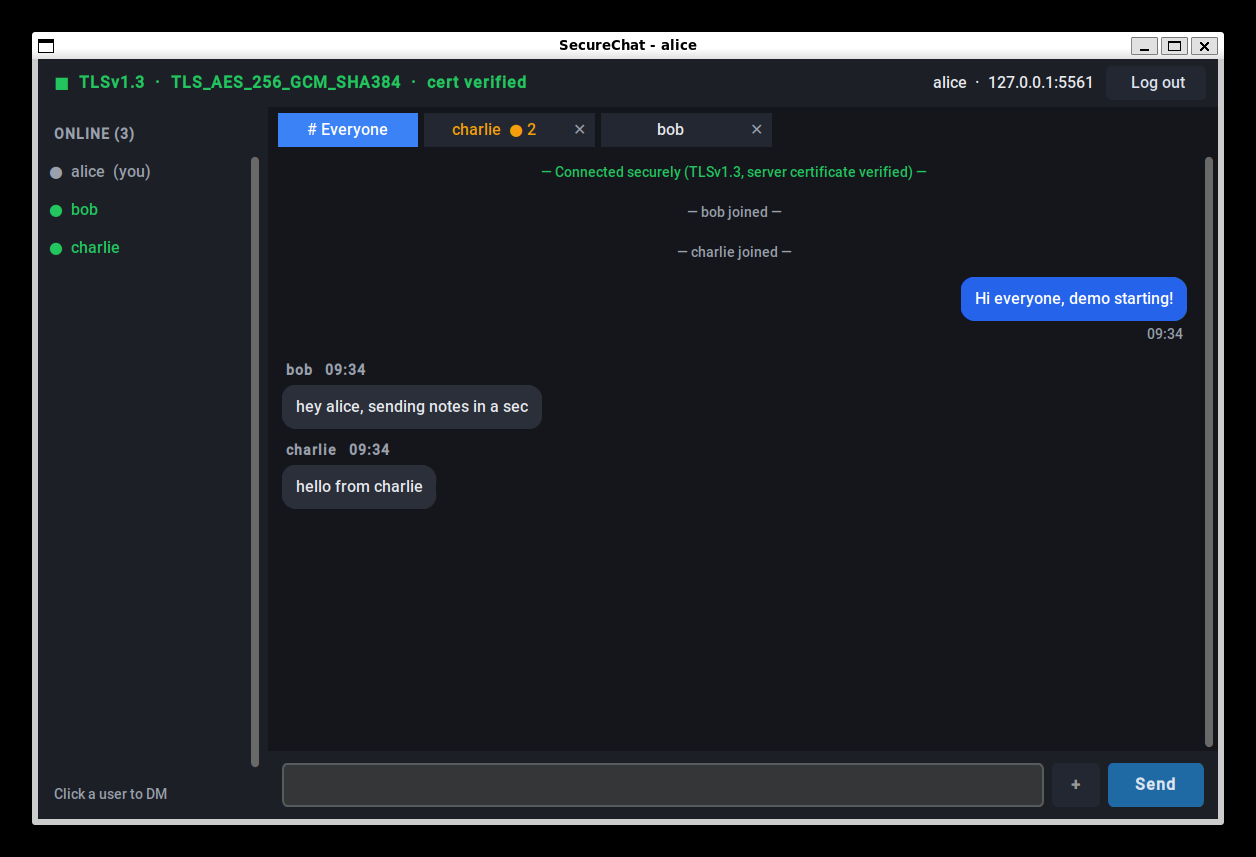 SecureChat - alice
TLSv1.3 · TLS_AES_256_GCM_SHA384 · cert verified
alice · 127.0.0.1:5561
Log out
ONLINE (3)
alice (you)
bob
charlie
Click a user to DM
# Everyone
charlie ● 2 ✕
bob ✕
— Connected securely (TLSv1.3, server certificate verified) —
— bob joined —
— charlie joined —
Hi everyone, demo starting!
09:34
bob 09:34
hey alice, sending notes in a sec
charlie 09:34
hello from charlie
+
Send